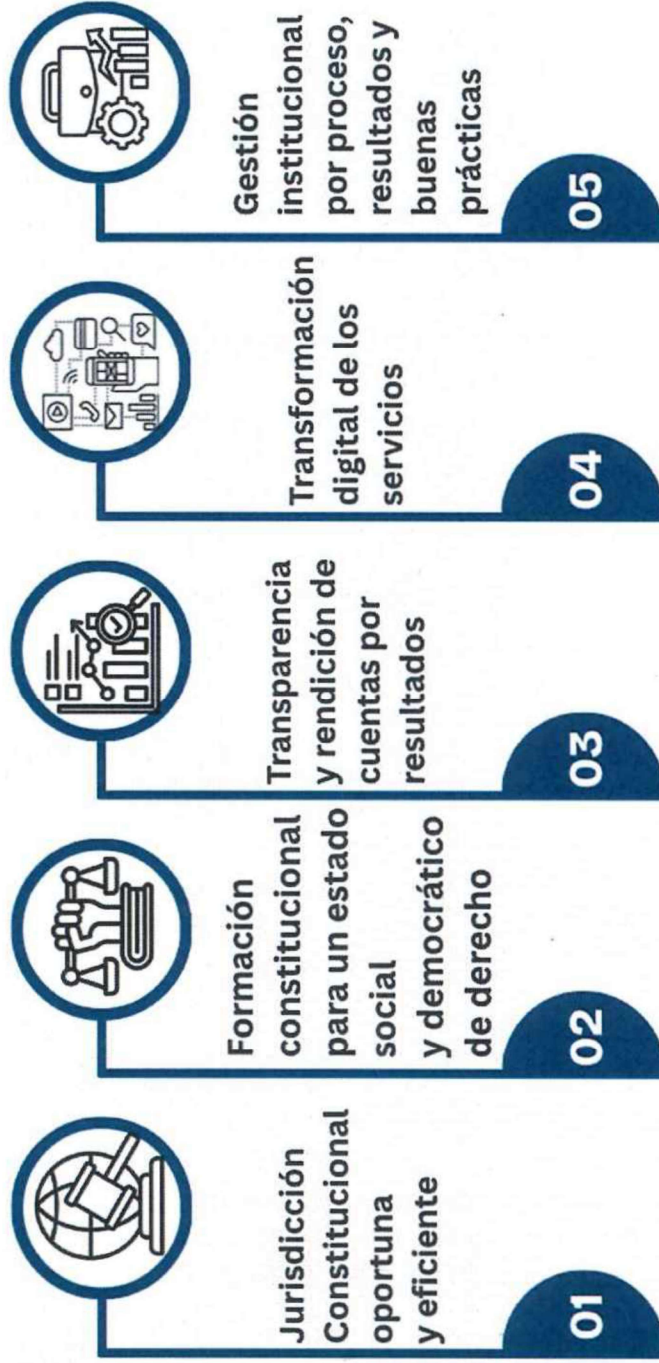 Jurisdicción
Constitucional
oportuna
y eficiente
01
Formación
constitucional
para un estado
social
y democrático
de derecho
02
Transparencia
y rendición de
cuentas por
resultados
03
Transformación
digital de los
servicios
04
Gestión
institucional
por proceso,
resultados y
buenas
prácticas
05